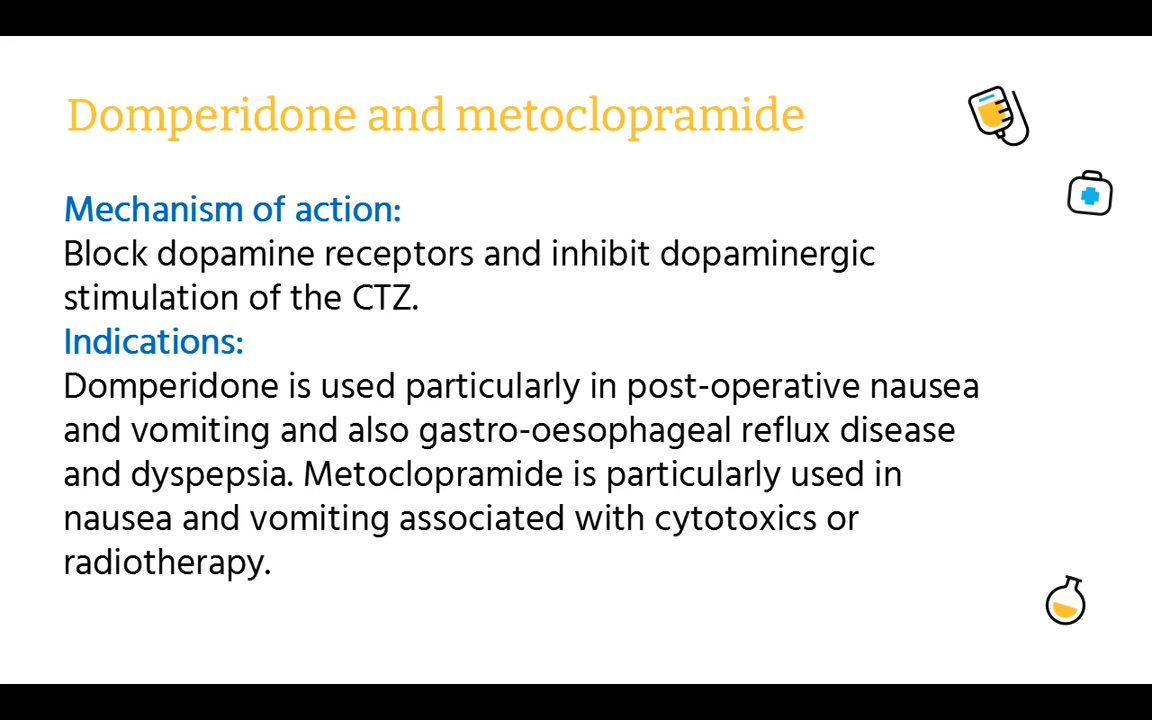 Domperidone and metoclopramide
Mechanism of action:
Block dopamine receptors and inhibit dopaminergic
stimulation of the CTZ.
Indications:
Domperidone is used particularly in post-operative nausea
and vomiting and also gastro-oesophageal reflux disease
and dyspepsia. Metoclopramide is particularly used in
nausea and vomiting associated with cytotoxics or
radiotherapy.